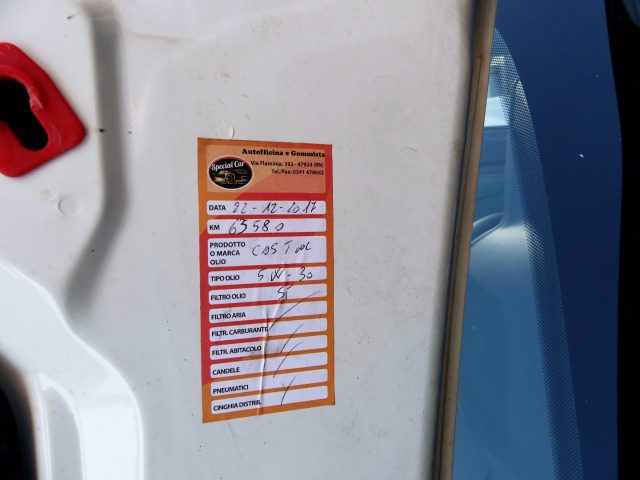 Autofficina e Gommista
Special Car
Via Flaminia, 392 - 47924 (RN)
Tel./Fax: 0541 478662
DATA 22-12-2017
KM 63580
PRODOTTO
O MARCA
OLIO CASTROL
TIPO OLIO 5W-30
FILTRO OLIO SI
FILTRO ARIA /
FILTR. CARBURANTE /
FILTR. ABITACOLO /
CANDELE /
PNEUMATICI
CINGHIA DISTRIB. /